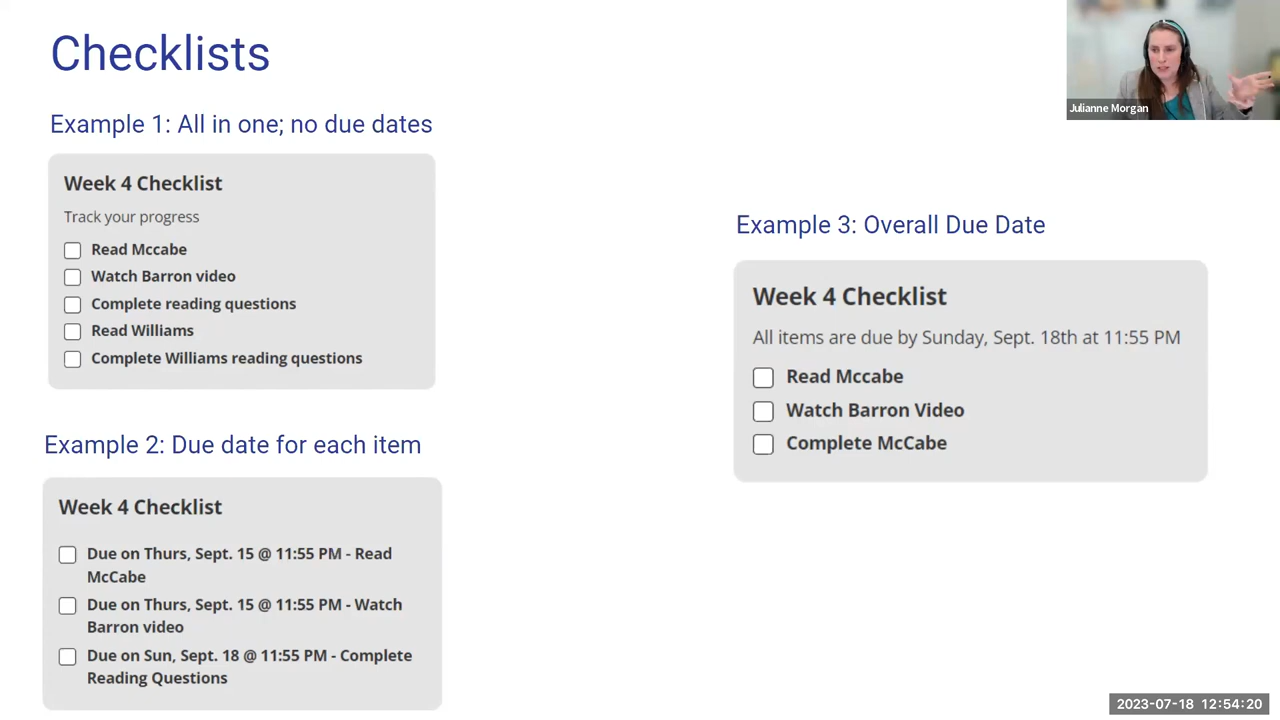 Checklists
Example 1: All in one; no due dates
Week 4 Checklist
Track your progress
Read Mccabe
Watch Barron video
Complete reading questions
Read Williams
Complete Williams reading questions
Example 2: Due date for each item
Week 4 Checklist
Due on Thurs, Sept. 15 @ 11:55 PM - Read
McCabe
Due on Thurs, Sept. 15 @ 11:55 PM - Watch
Barron video
Due on Sun, Sept. 18 @ 11:55 PM - Complete
Reading Questions
Julianne Morgan
Example 3: Overall Due Date
Week 4 Checklist
All items are due by Sunday, Sept. 18th at 11:55 PM
Read Mccabe
Watch Barron Video
Complete McCabe
2023-07-18 12:54:20